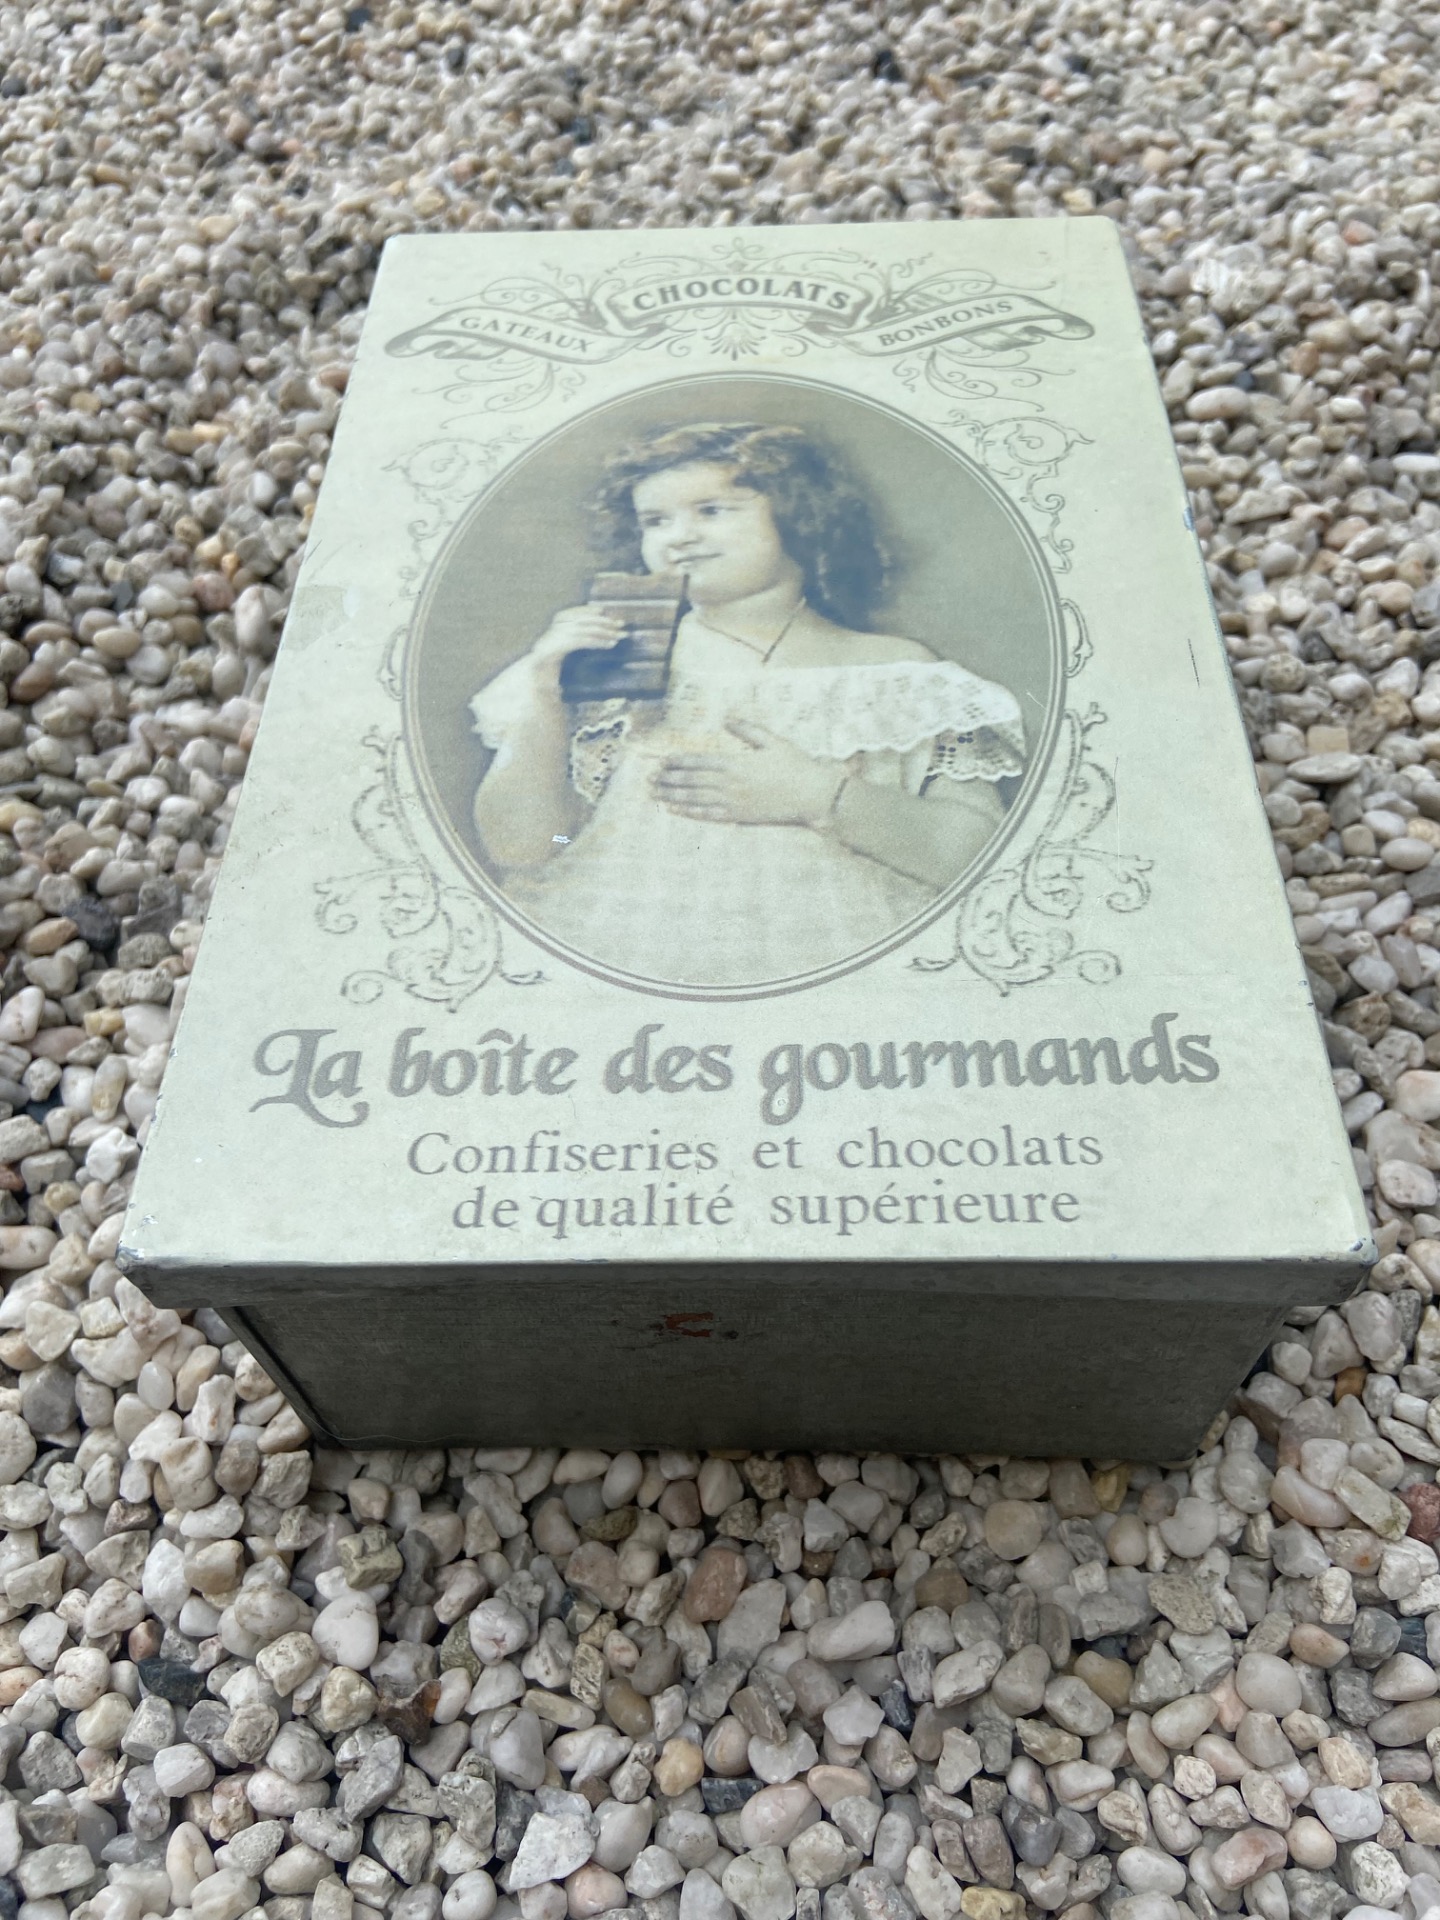 CHOCOLATS
GATEAUX BONBONS
La boîte des gourmands
Confiseries et chocolats
de qualité supérieure